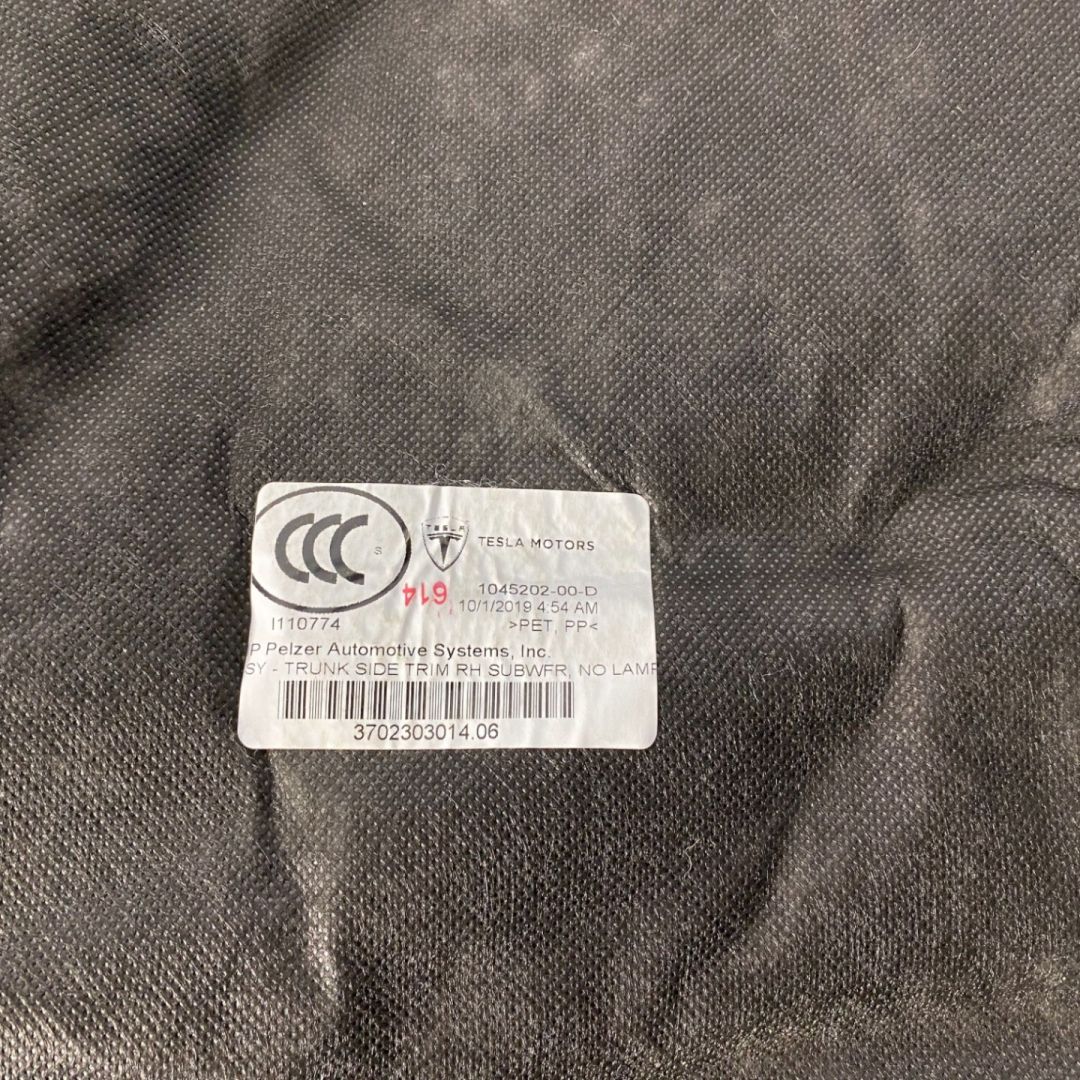 CCC S
TESLA
TESLA MOTORS
614
1045202-00-D
10/1/2019 4:54 AM
I110774
>PET, PP<
P Pelzer Automotive Systems, Inc.
SY - TRUNK SIDE TRIM RH SUBWFR, NO LAMP
3702303014.06